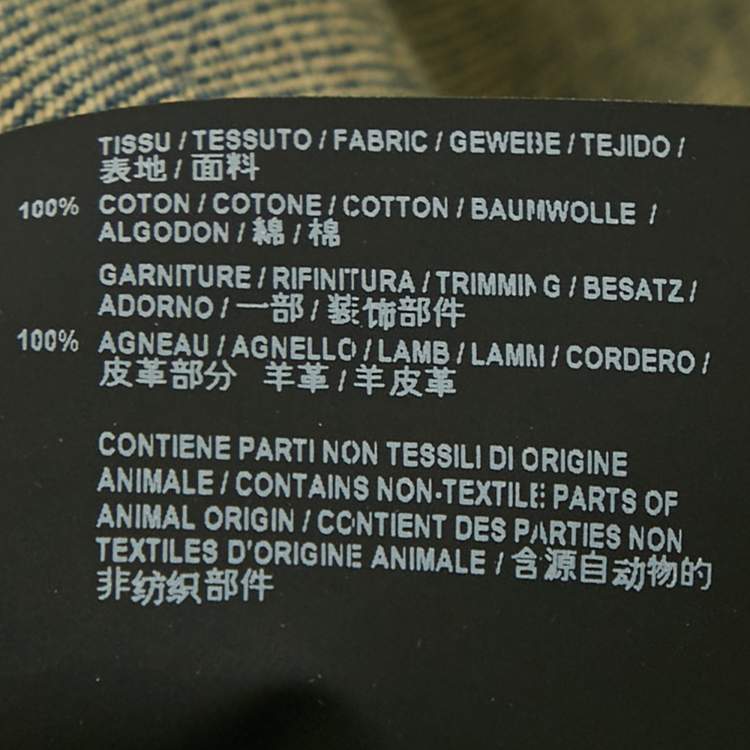 TISSU / TESSUTO / FABRIC / GEWEBE / TEJIDO /
表地 / 面料
100% COTON / COTONE / COTTON / BAUMWOLLE /
ALGODON / 綿 / 棉
GARNITURE / RIFINITURA / TRIMMING / BESATZ /
ADORNO / 一部 / 装饰部件
100% AGNEAU / AGNELLO / LAMB / LAMM / CORDERO /
皮革部分 羊革 / 羊皮革
CONTIENE PARTI NON TESSILI DI ORIGINE
ANIMALE / CONTAINS NON-TEXTILE PARTS OF
ANIMAL ORIGIN / CONTIENT DES PARTIES NON
TEXTILES D'ORIGINE ANIMALE / 含源自动物的
非纺织部件